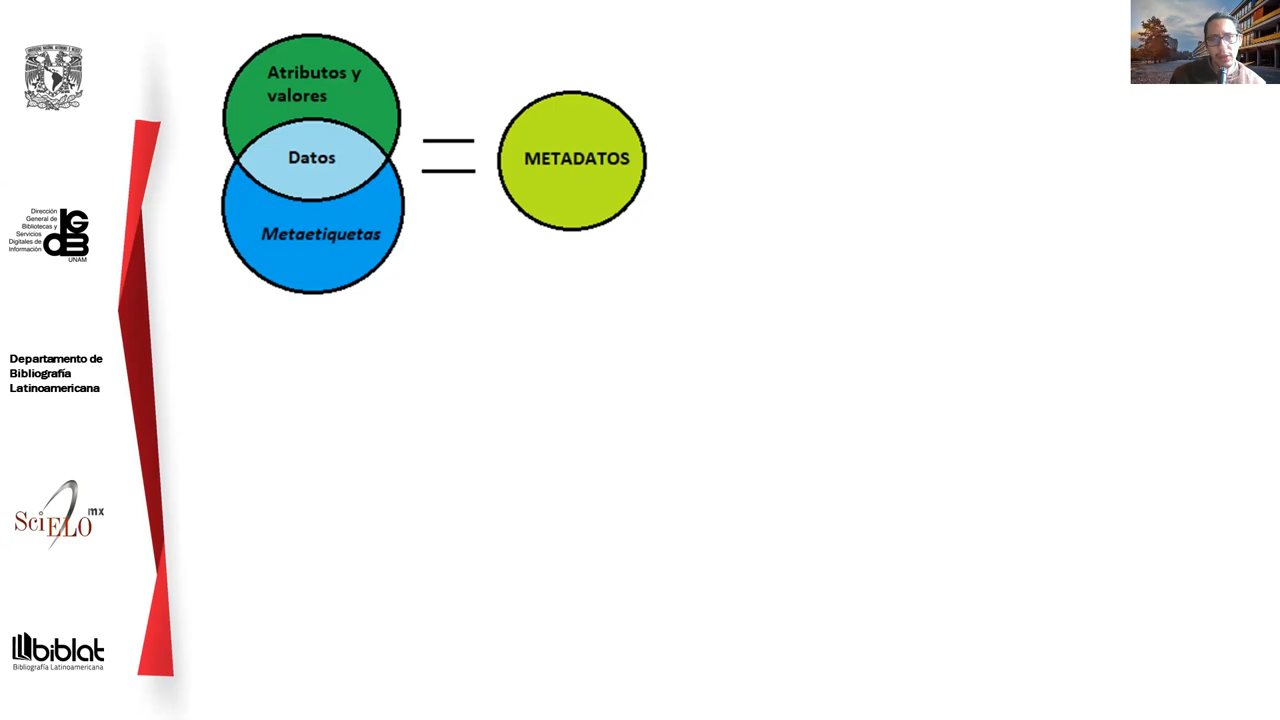 Atributos y
valores
Datos
Metaetiquetas
METADATOS
Dirección
General de
Bibliotecas y
Servicios
Digitales de
Información
DGB
UNAM
Departamento de
Bibliografía
Latinoamericana
SciELO
mx
biblat
Bibliografía Latinoamericana